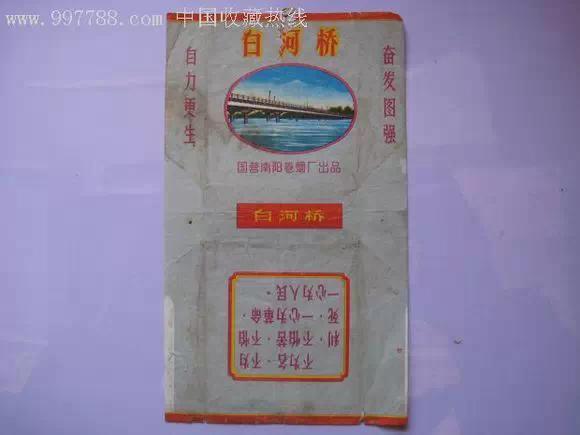 www.997788.com-中国收藏热线
白河桥
自力更生
奋发图强
国营南阳卷烟厂出品
白河桥
不为名·不为
利·不怕苦·不怕
死·一心为革命·
一心为人民。